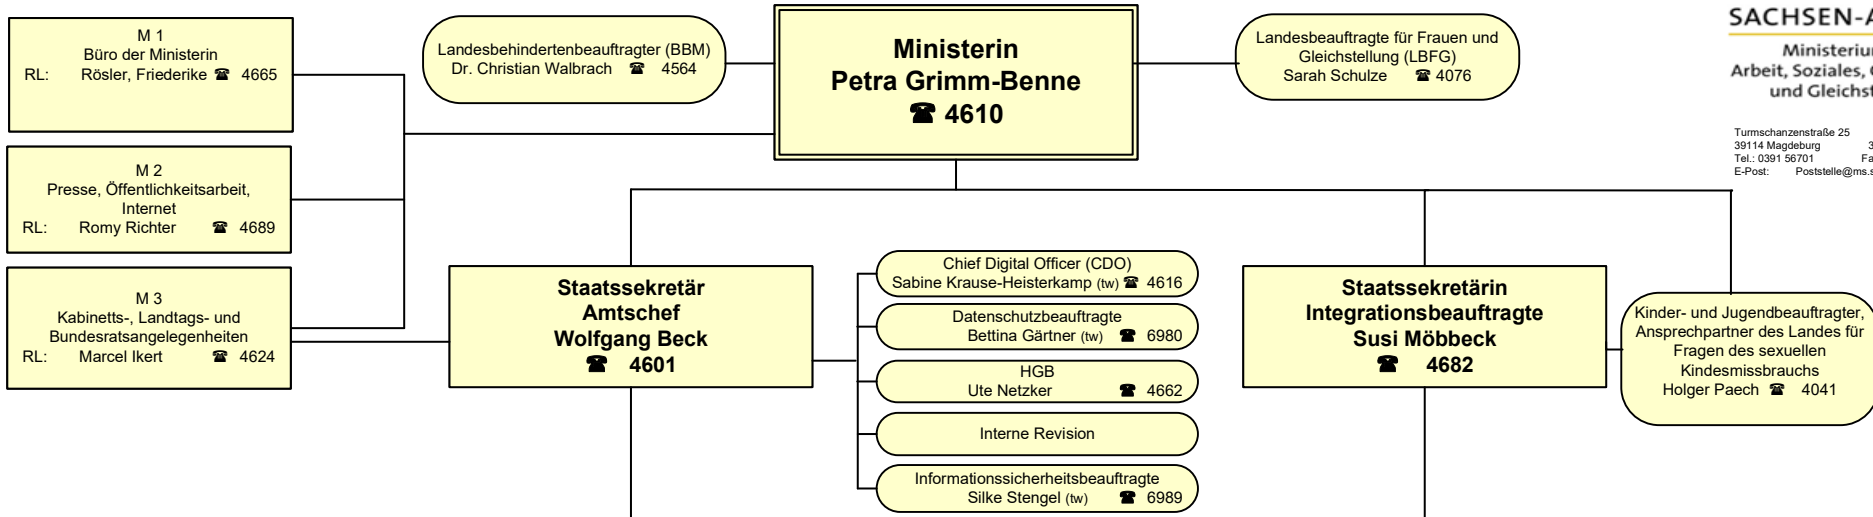 M 1
Büro der Ministerin
RL: Rösler, Friederike ☎ 4665
M 2
Presse, Öffentlichkeitsarbeit,
Internet
RL: Romy Richter ☎ 4689
M 3
Kabinetts-, Landtags- und
Bundesratsangelegenheiten
RL: Marcel Ikert ☎ 4624
Landesbehindertenbeauftragter (BBM)
Dr. Christian Walbrach ☎ 4564
Ministerin
Petra Grimm-Benne
☎ 4610
Landesbeauftragte für Frauen und
Gleichstellung (LBFG)
Sarah Schulze ☎ 4076
SACHSEN-A
Ministeriu
Arbeit, Soziales,
und Gleichst
Turmschanzenstraße 25
39114 Magdeburg 3
Tel.: 0391 56701 Fa
E-Post: Poststelle@ms.s
Staatssekretär
Amtschef
Wolfgang Beck
☎ 4601
Chief Digital Officer (CDO)
Sabine Krause-Heisterkamp (tw) ☎ 4616
Datenschutzbeauftragte
Bettina Gärtner (tw) ☎ 6980
HGB
Ute Netzker ☎ 4662
Interne Revision
Informationssicherheitsbeauftragte
Silke Stengel (tw) ☎ 6989
Staatssekretärin
Integrationsbeauftragte
Susi Möbbeck
☎ 4682
Kinder- und Jugendbeauftragter,
Ansprechpartner des Landes für
Fragen des sexuellen
Kindesmissbrauchs
Holger Paech ☎ 4041